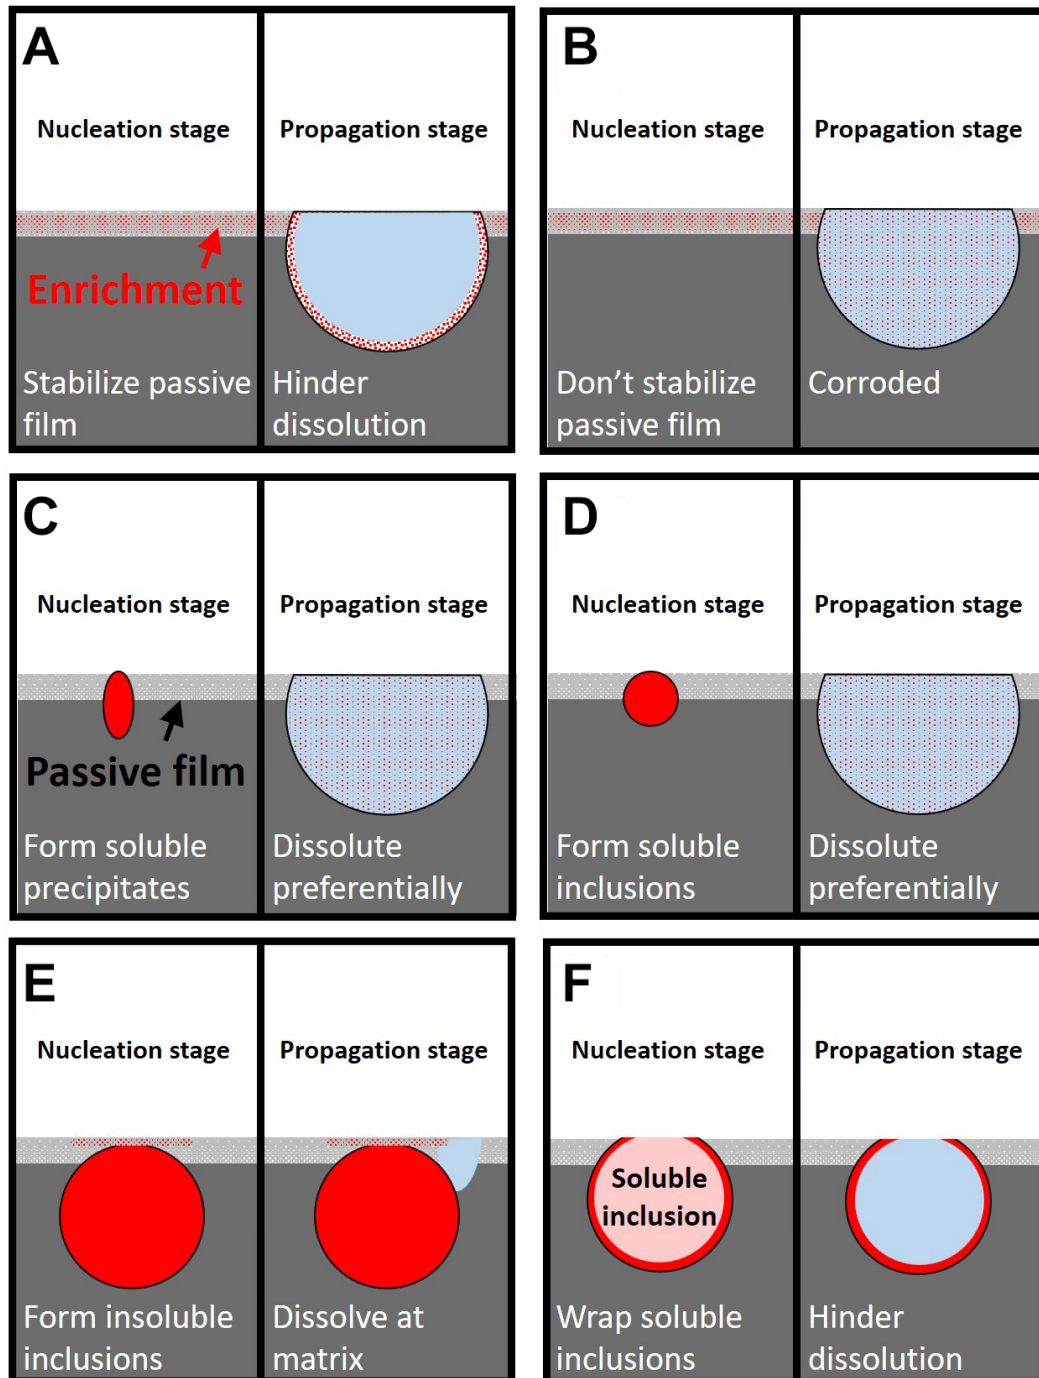 A
Nucleation stage
Propagation stage
Enrichment
Stabilize passive
film
Hinder
dissolution
B
Nucleation stage
Propagation stage
Don't stabilize
passive film
Corroded
C
Nucleation stage
Propagation stage
Passive film
Form soluble
precipitates
Dissolute
preferentially
D
Nucleation stage
Propagation stage
Form soluble
inclusions
Dissolute
preferentially
E
Nucleation stage
Propagation stage
Form insoluble
inclusions
Dissolve at
matrix
F
Nucleation stage
Propagation stage
Soluble
inclusion
Wrap soluble
inclusions
Hinder
dissolution